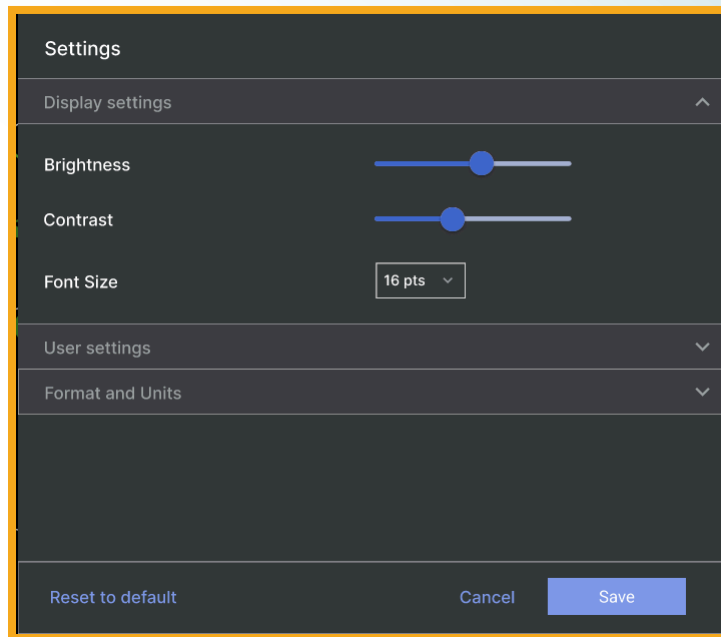 Settings
Display settings
Brightness
Contrast
Font Size
16 pts
User settings
Format and Units
Reset to default
Cancel
Save